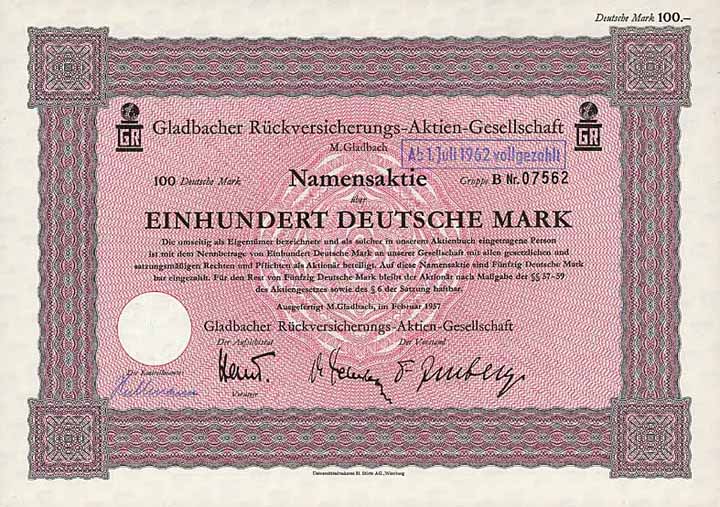 Deutsche Mark 100.–
GR
GR
Gladbacher Rückversicherungs-Aktien-Gesellschaft
M. Gladbach
Ab 1. Juli 1962 vollgezahlt
100 Deutsche Mark
Namensaktie
Gruppe B Nr. 07562
über
EINHUNDERT DEUTSCHE MARK
Die umseitig als Eigentümer bezeichnete und als solcher in unserem Aktienbuch eingetragene Person
ist mit dem Nennbetrage von Einhundert Deutsche Mark an unserer Gesellschaft mit allen gesetzlichen und
satzungsmäßigen Rechten und Pflichten als Aktionär beteiligt. Auf diese Namensaktie sind Fünfzig Deutsche Mark
bar eingezahlt. Für den Rest von Fünfzig Deutsche Mark bleibt der Aktionär nach Maßgabe der §§ 57-59
des Aktiengesetzes sowie des § 6 der Satzung haftbar.
Ausgefertigt M. Gladbach, im Februar 1957
Gladbacher Rückversicherungs-Aktien-Gesellschaft
Der Aufsichtsrat
Der Vorstand
Die Kontrollbeamte:
Vorsitzer
Universitätsdruckerei H. Stürtz AG., Würzburg